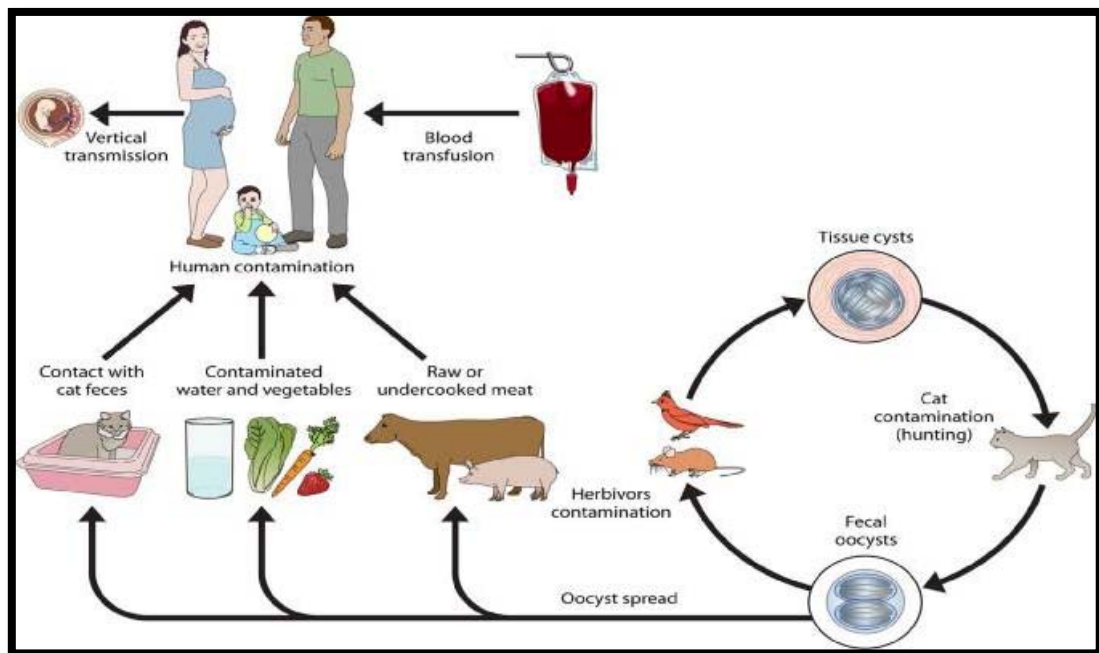 Vertical
transmission
Blood
transfusion
Human contamination
Tissue cysts
Contact with
cat feces
Contaminated
water and vegetables
Raw or
undercooked meat
Cat
contamination
(hunting)
Herbivors
contamination
Fecal
oocysts
Oocyst spread